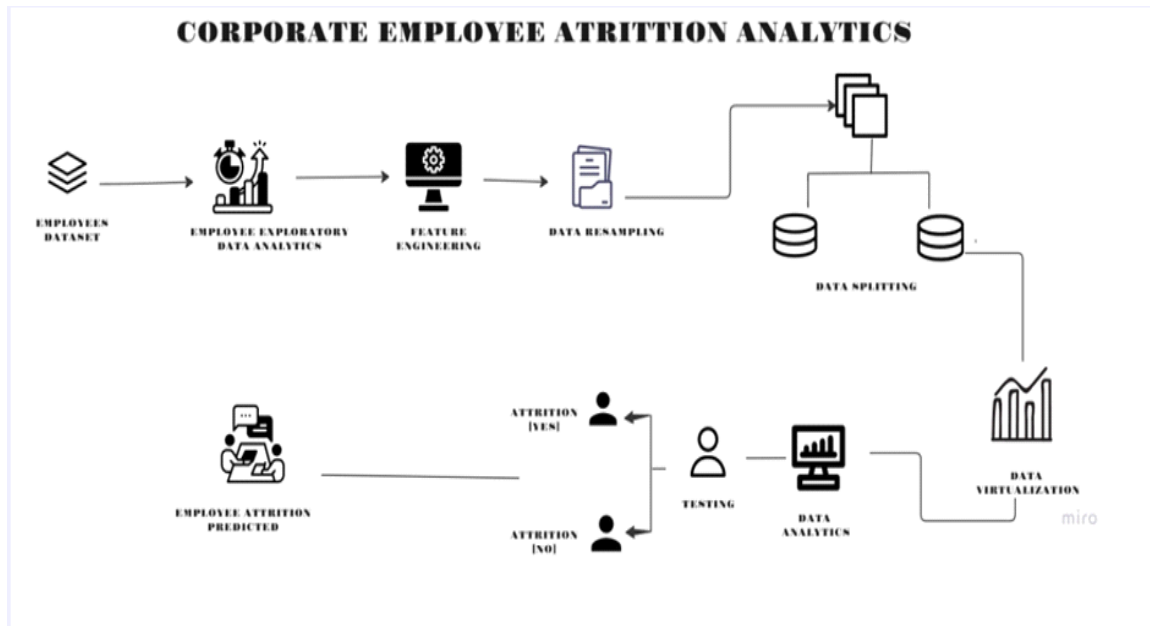 CORPORATE EMPLOYEE ATRITTION ANALYTICS
EMPLOYEES
DATASET
EMPLOYEE EXPLORATORY
DATA ANALYTICS
FEATURE
ENGINEERING
DATA RESAMPLING
DATA SPLITTING
DATA
VIRTUALIZATION
miro
DATA
ANALYTICS
TESTING
ATTRITION
[YES]
ATTRITION
[NO]
EMPLOYEE ATTRITION
PREDICTED